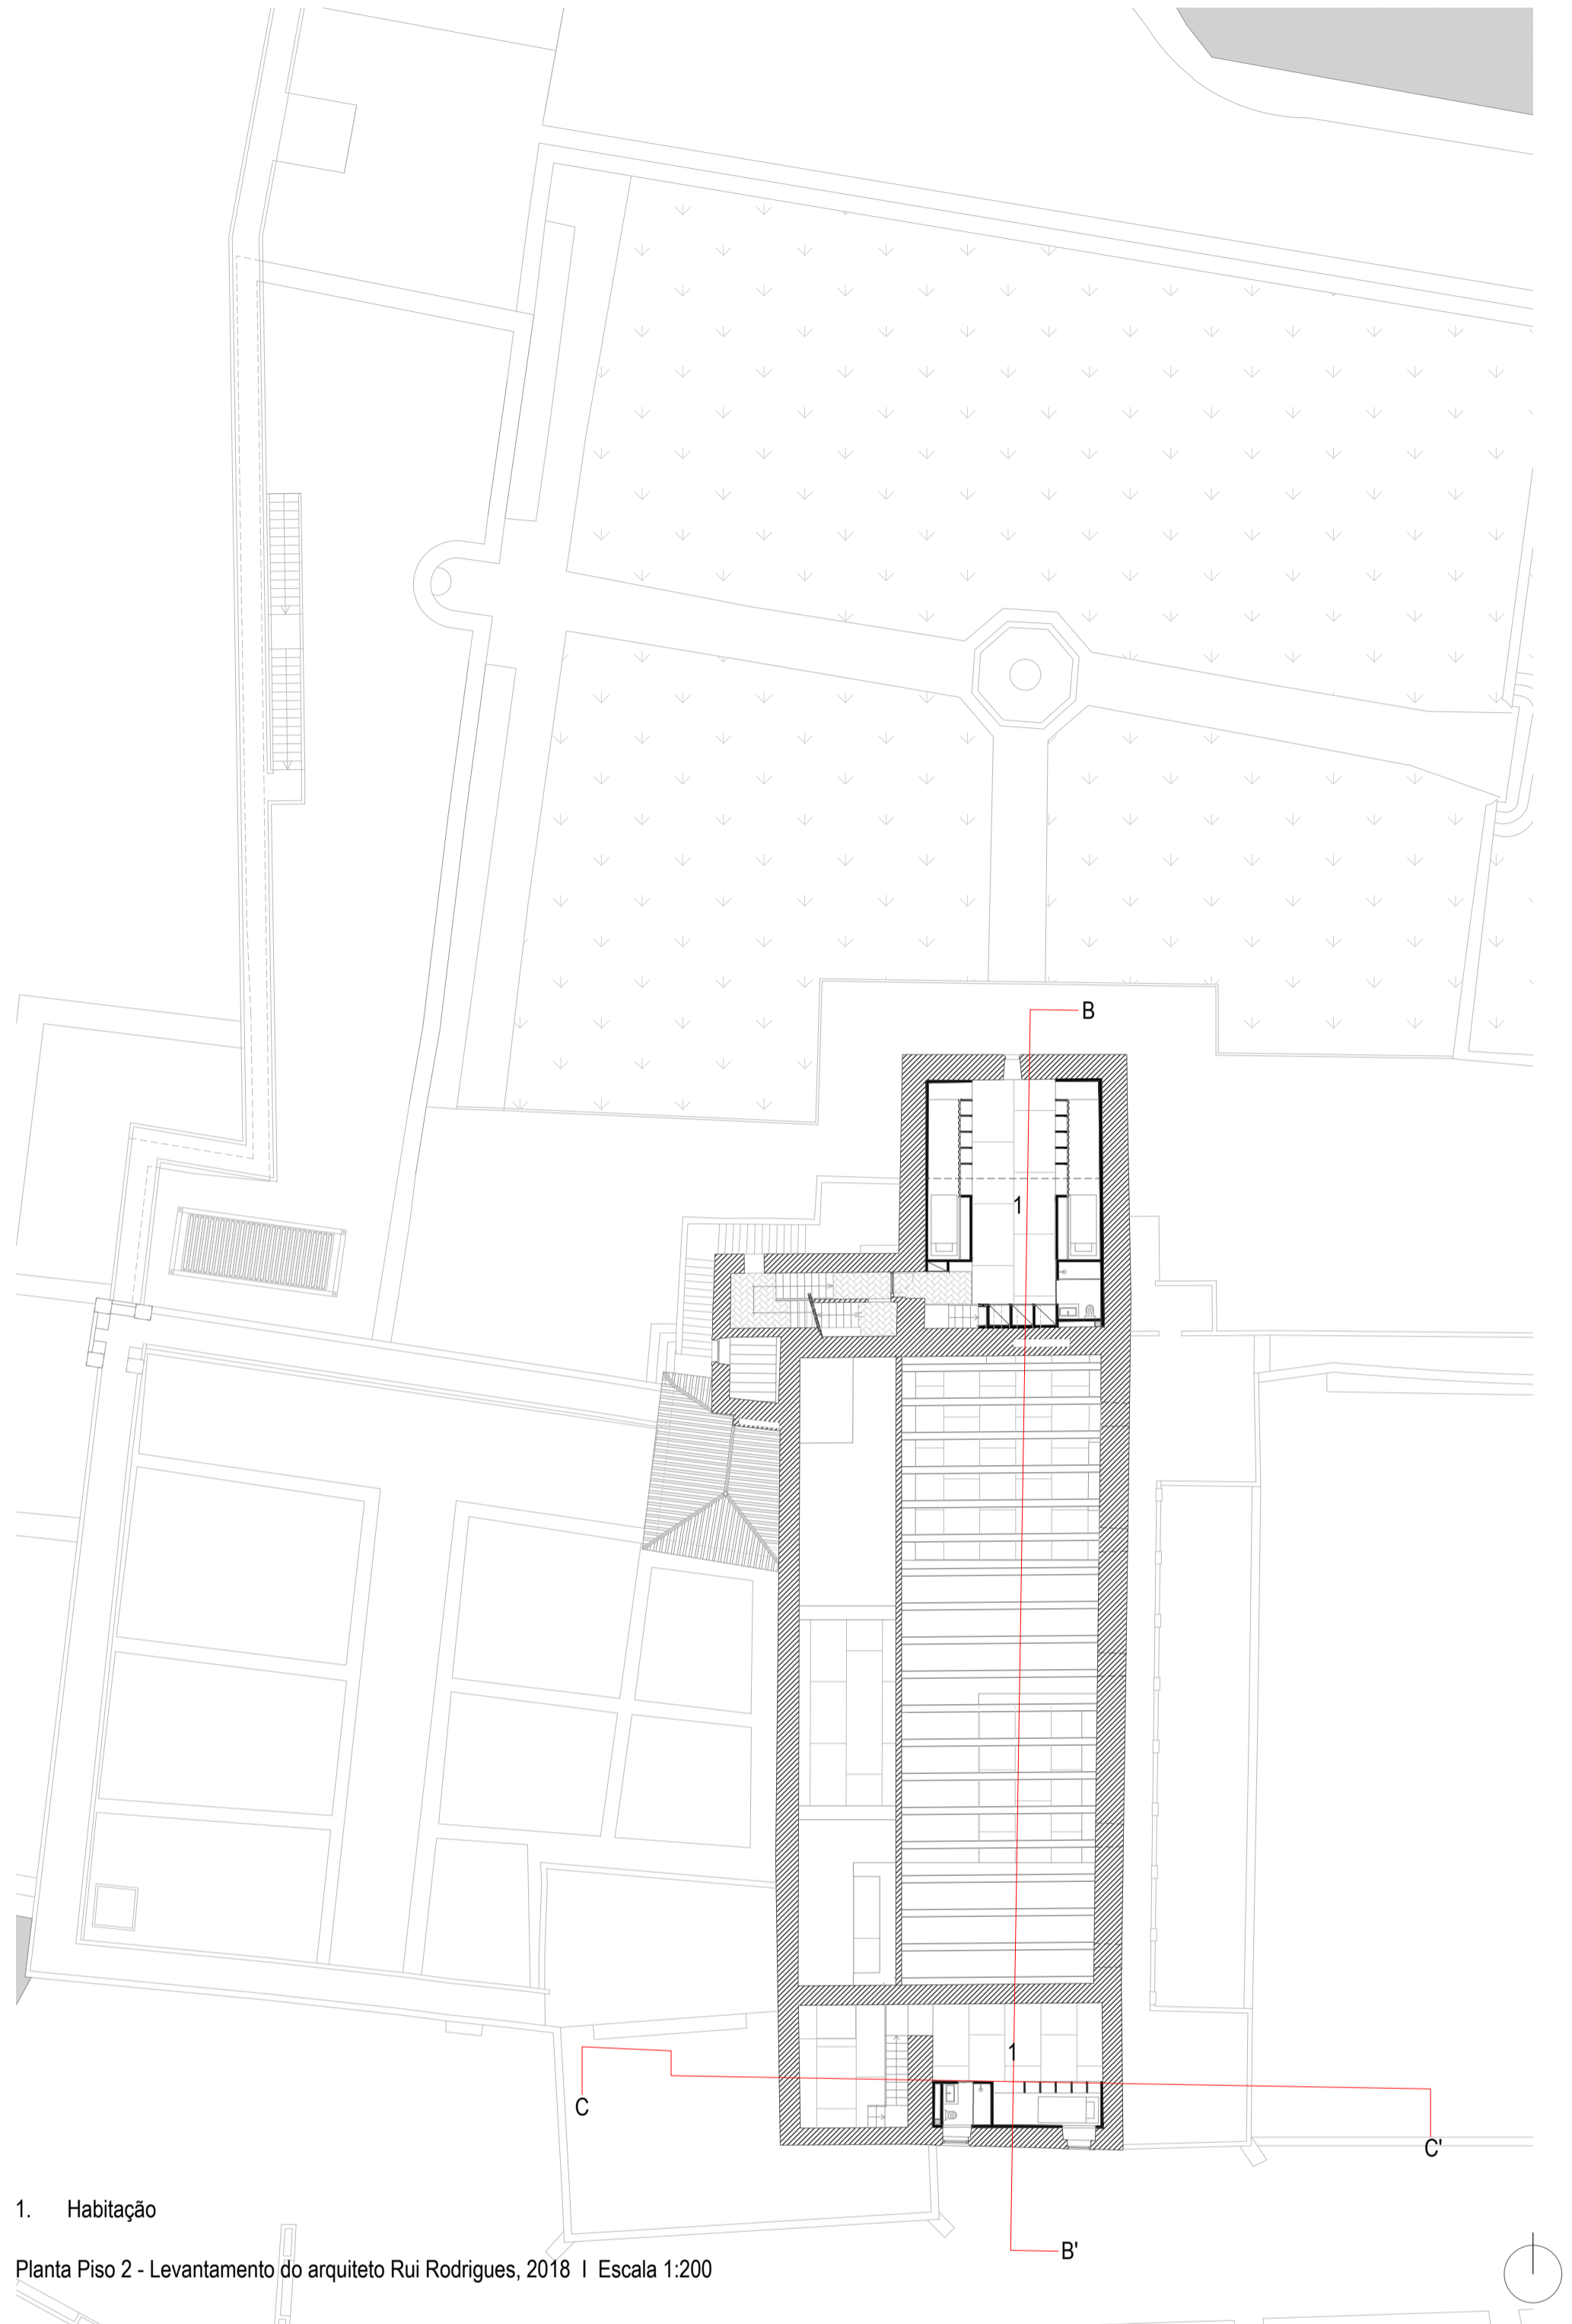 B
1
1
C
C'
1. Habitação
B'
Planta Piso 2 - Levantamento do arquiteto Rui Rodrigues, 2018 I Escala 1:200